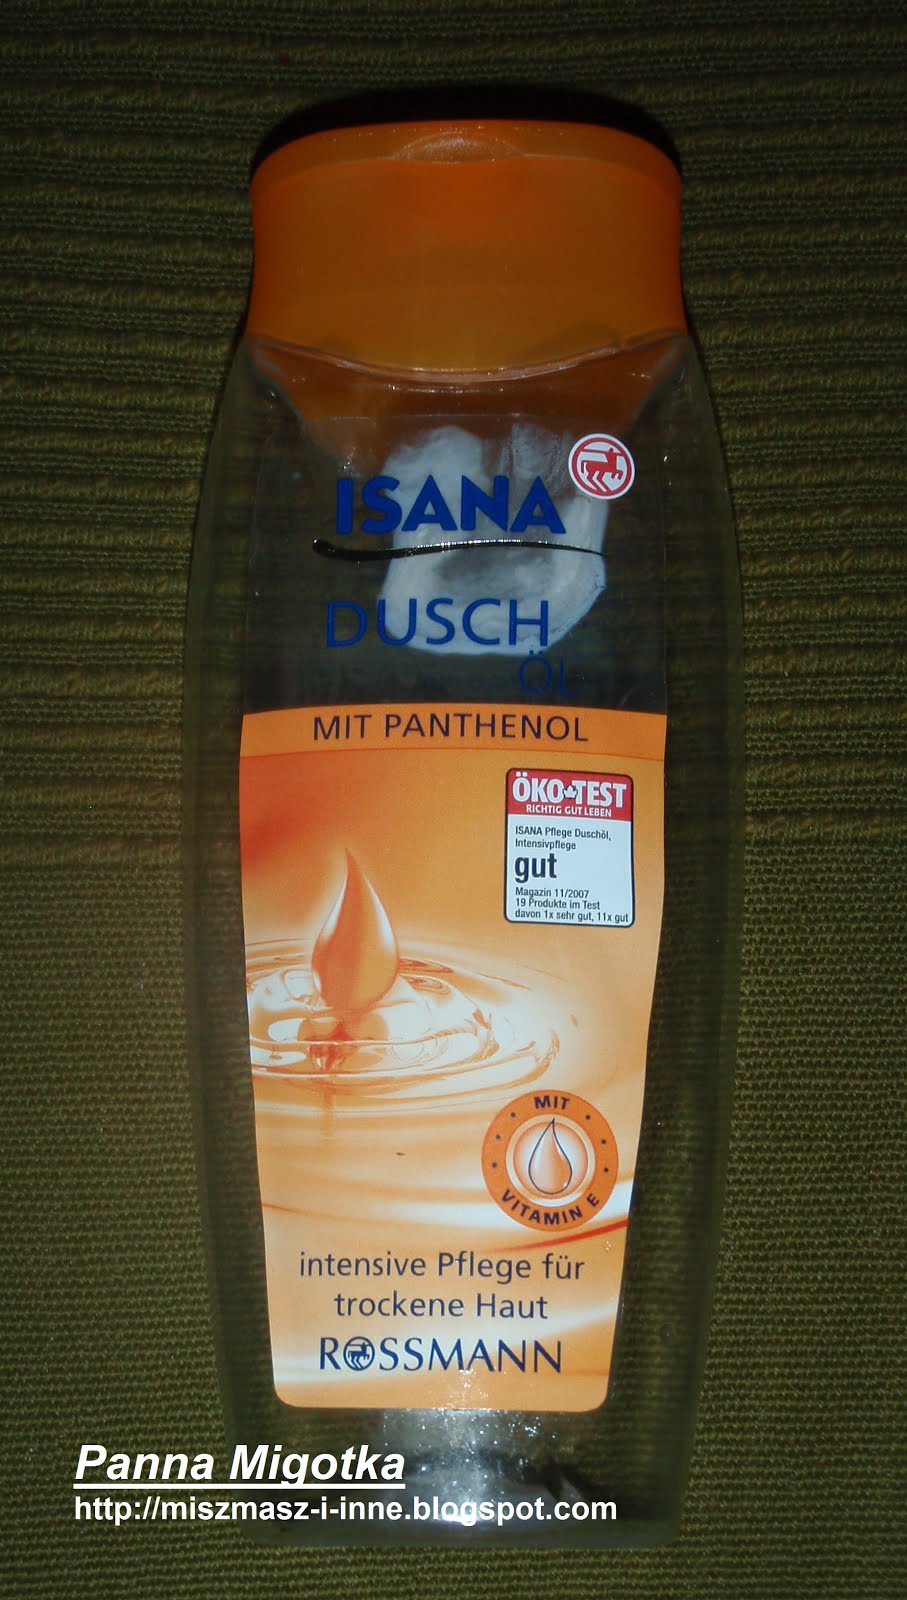 ISANA
DUSCH
ÖL
MIT PANTHENOL
ÖKO TEST
RICHTIG GUT LEBEN
ISANA Pflege Duschöl,
Intensivpflege
gut
Magazin 11/2007
19 Produkte im Test
davon 1x sehr gut, 11x gut
MIT
VITAMIN E
intensive Pflege für
trockene Haut
ROSSMANN
Panna Migotka
http://miszmasz-i-inne.blogspot.com